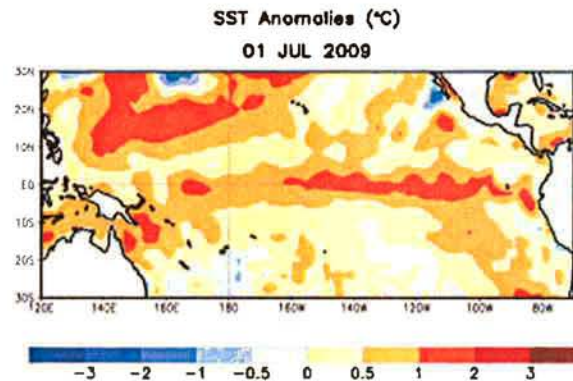 SST Anomalies (°C)
01 JUL 2009
30N
20N
10N
EQ
10S
20S
30S
120E 140E 160E 180 160W 140W 120W 100W 80W
-3 -2 -1 -0.5 0 0.5 1 2 3